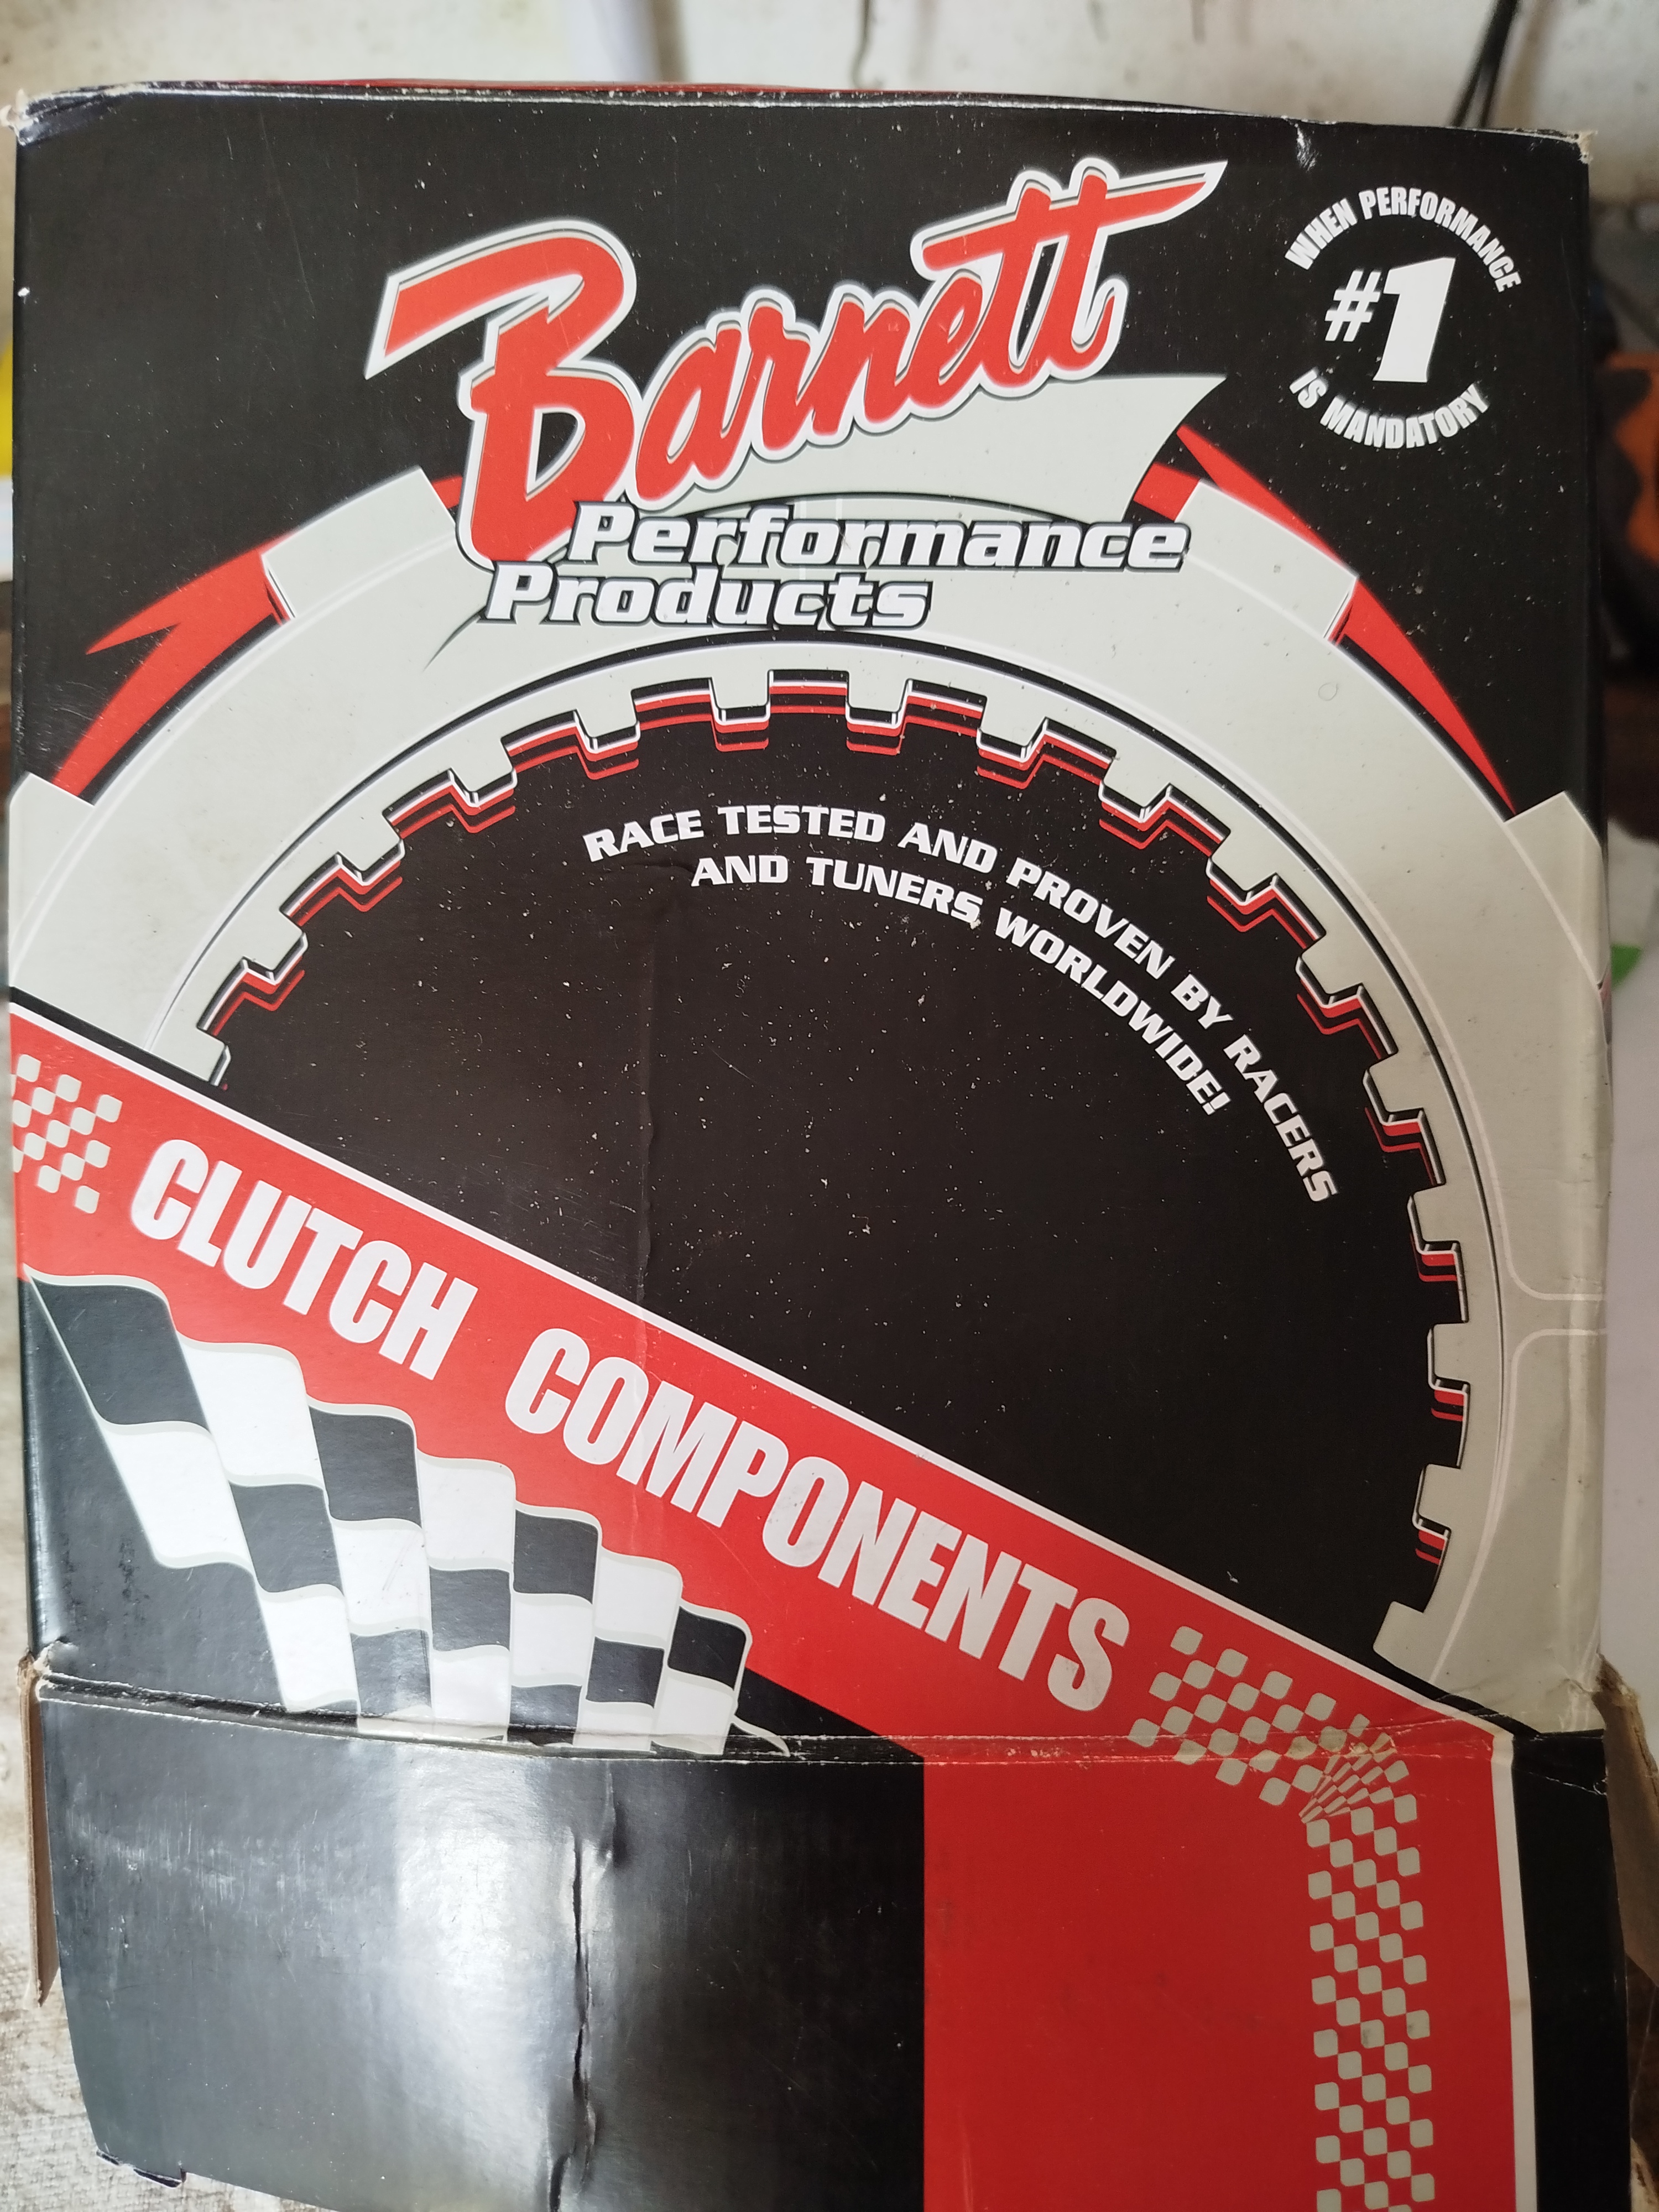 Barnett
Performance
Products
WHEN PERFORMANCE
#1
IS MANDATORY
RACE TESTED AND PROVEN BY RACERS
AND TUNERS WORLDWIDE!
CLUTCH COMPONENTS